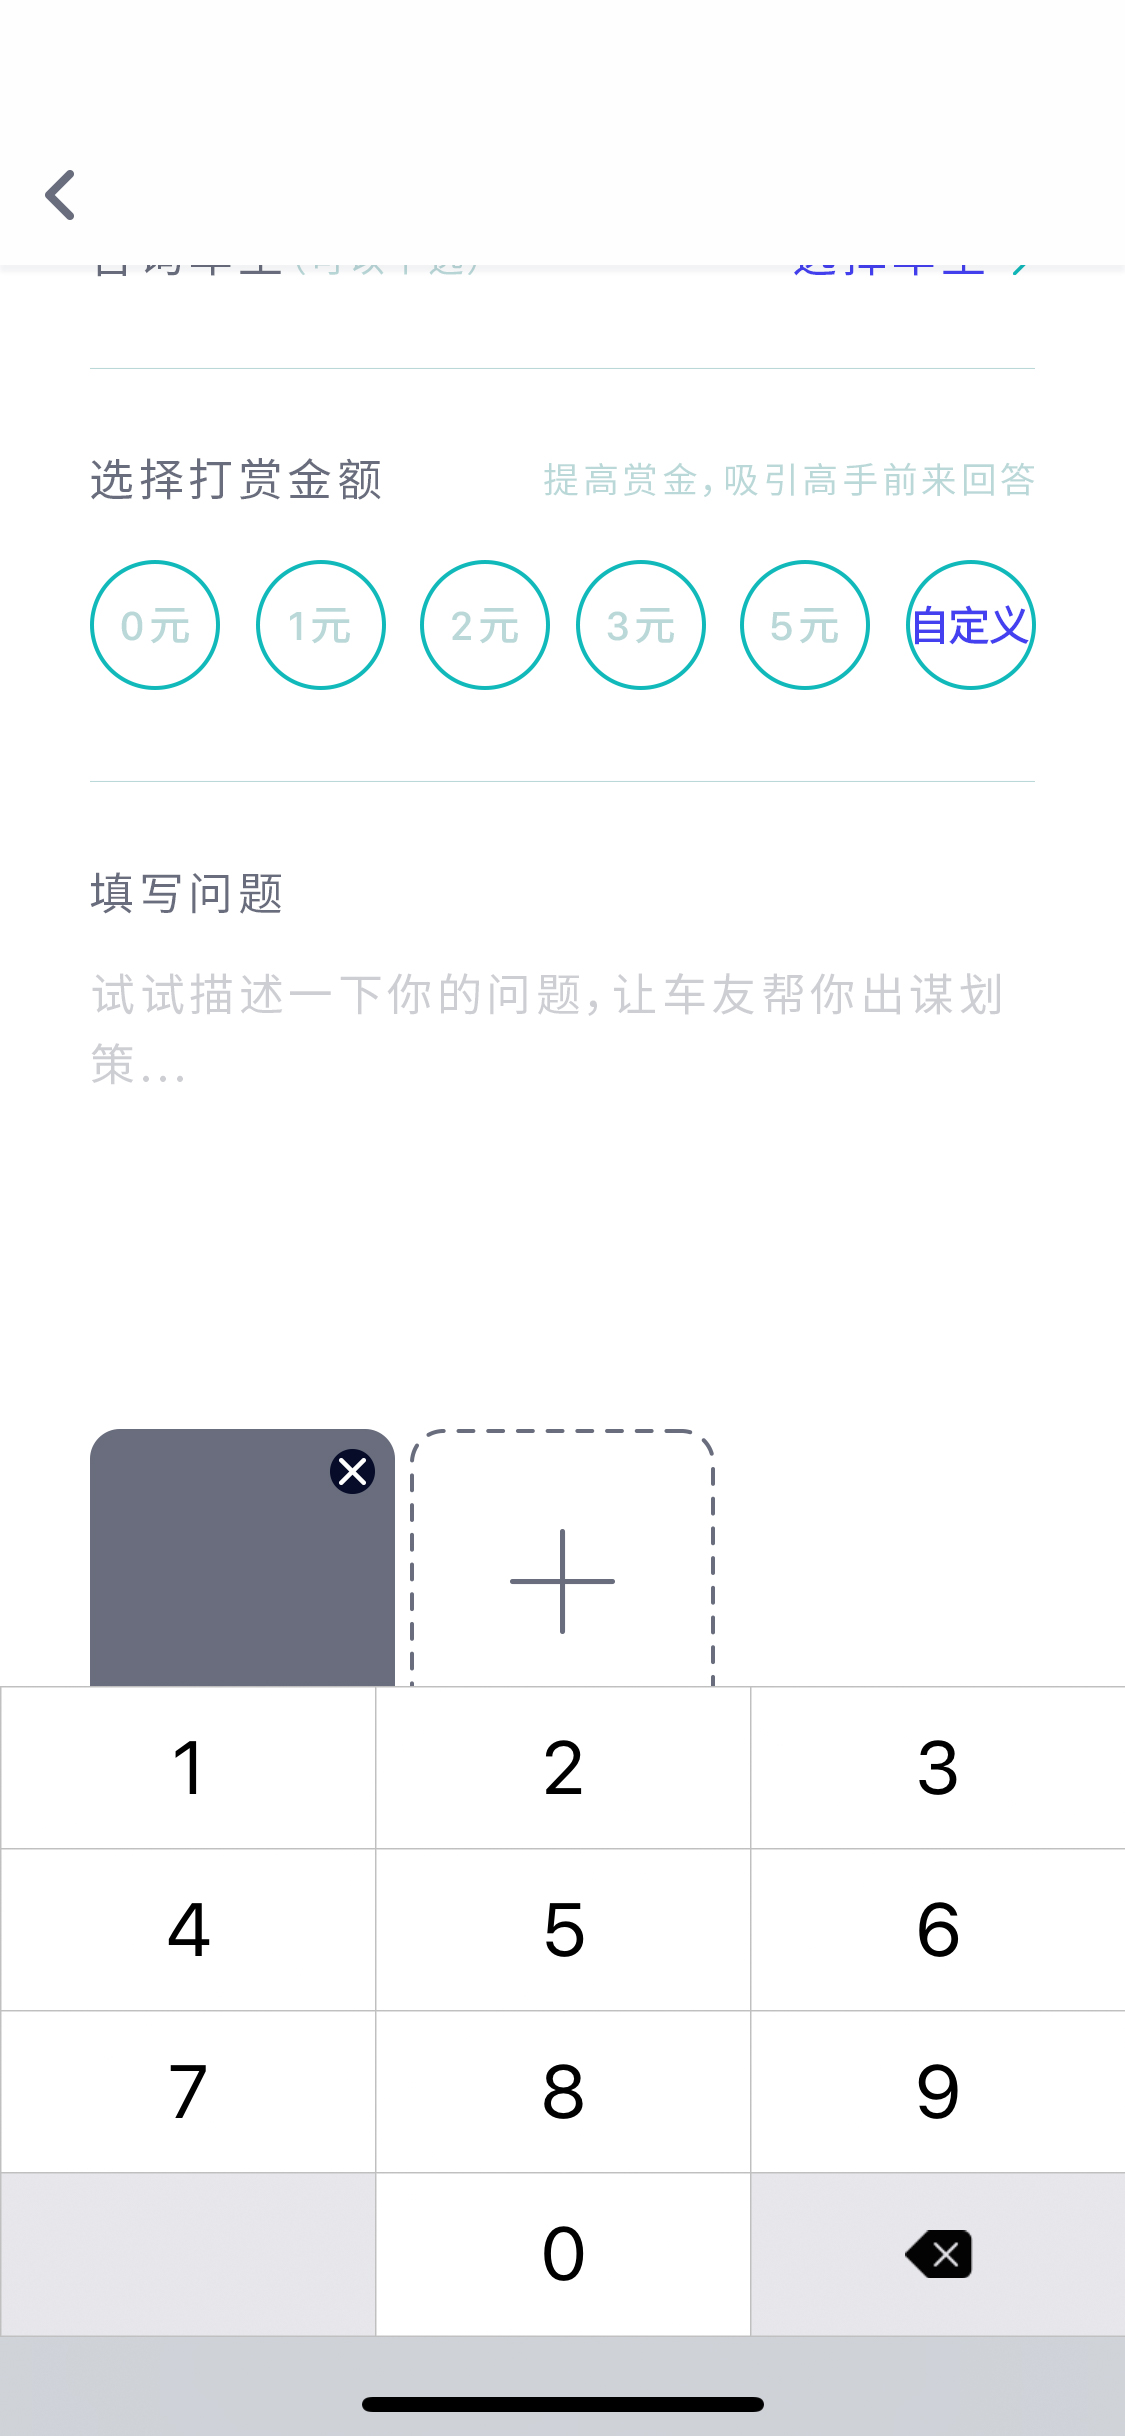 选择打赏金额
提高赏金，吸引高手前来回答
0元
1元
2元
3元
5元
自定义
填写问题
试试描述一下你的问题，让车友帮你出谋划
策...
1
2
3
4
5
6
7
8
9
0